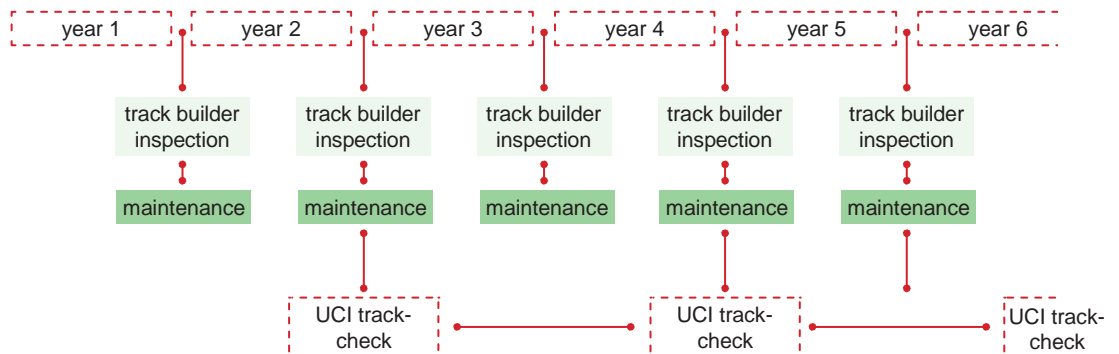 year 1
year 2
year 3
year 4
year 5
year 6
track builder
inspection
track builder
inspection
track builder
inspection
track builder
inspection
track builder
inspection
maintenance
maintenance
maintenance
maintenance
maintenance
UCI track-
check
UCI track-
check
UCI track-
check